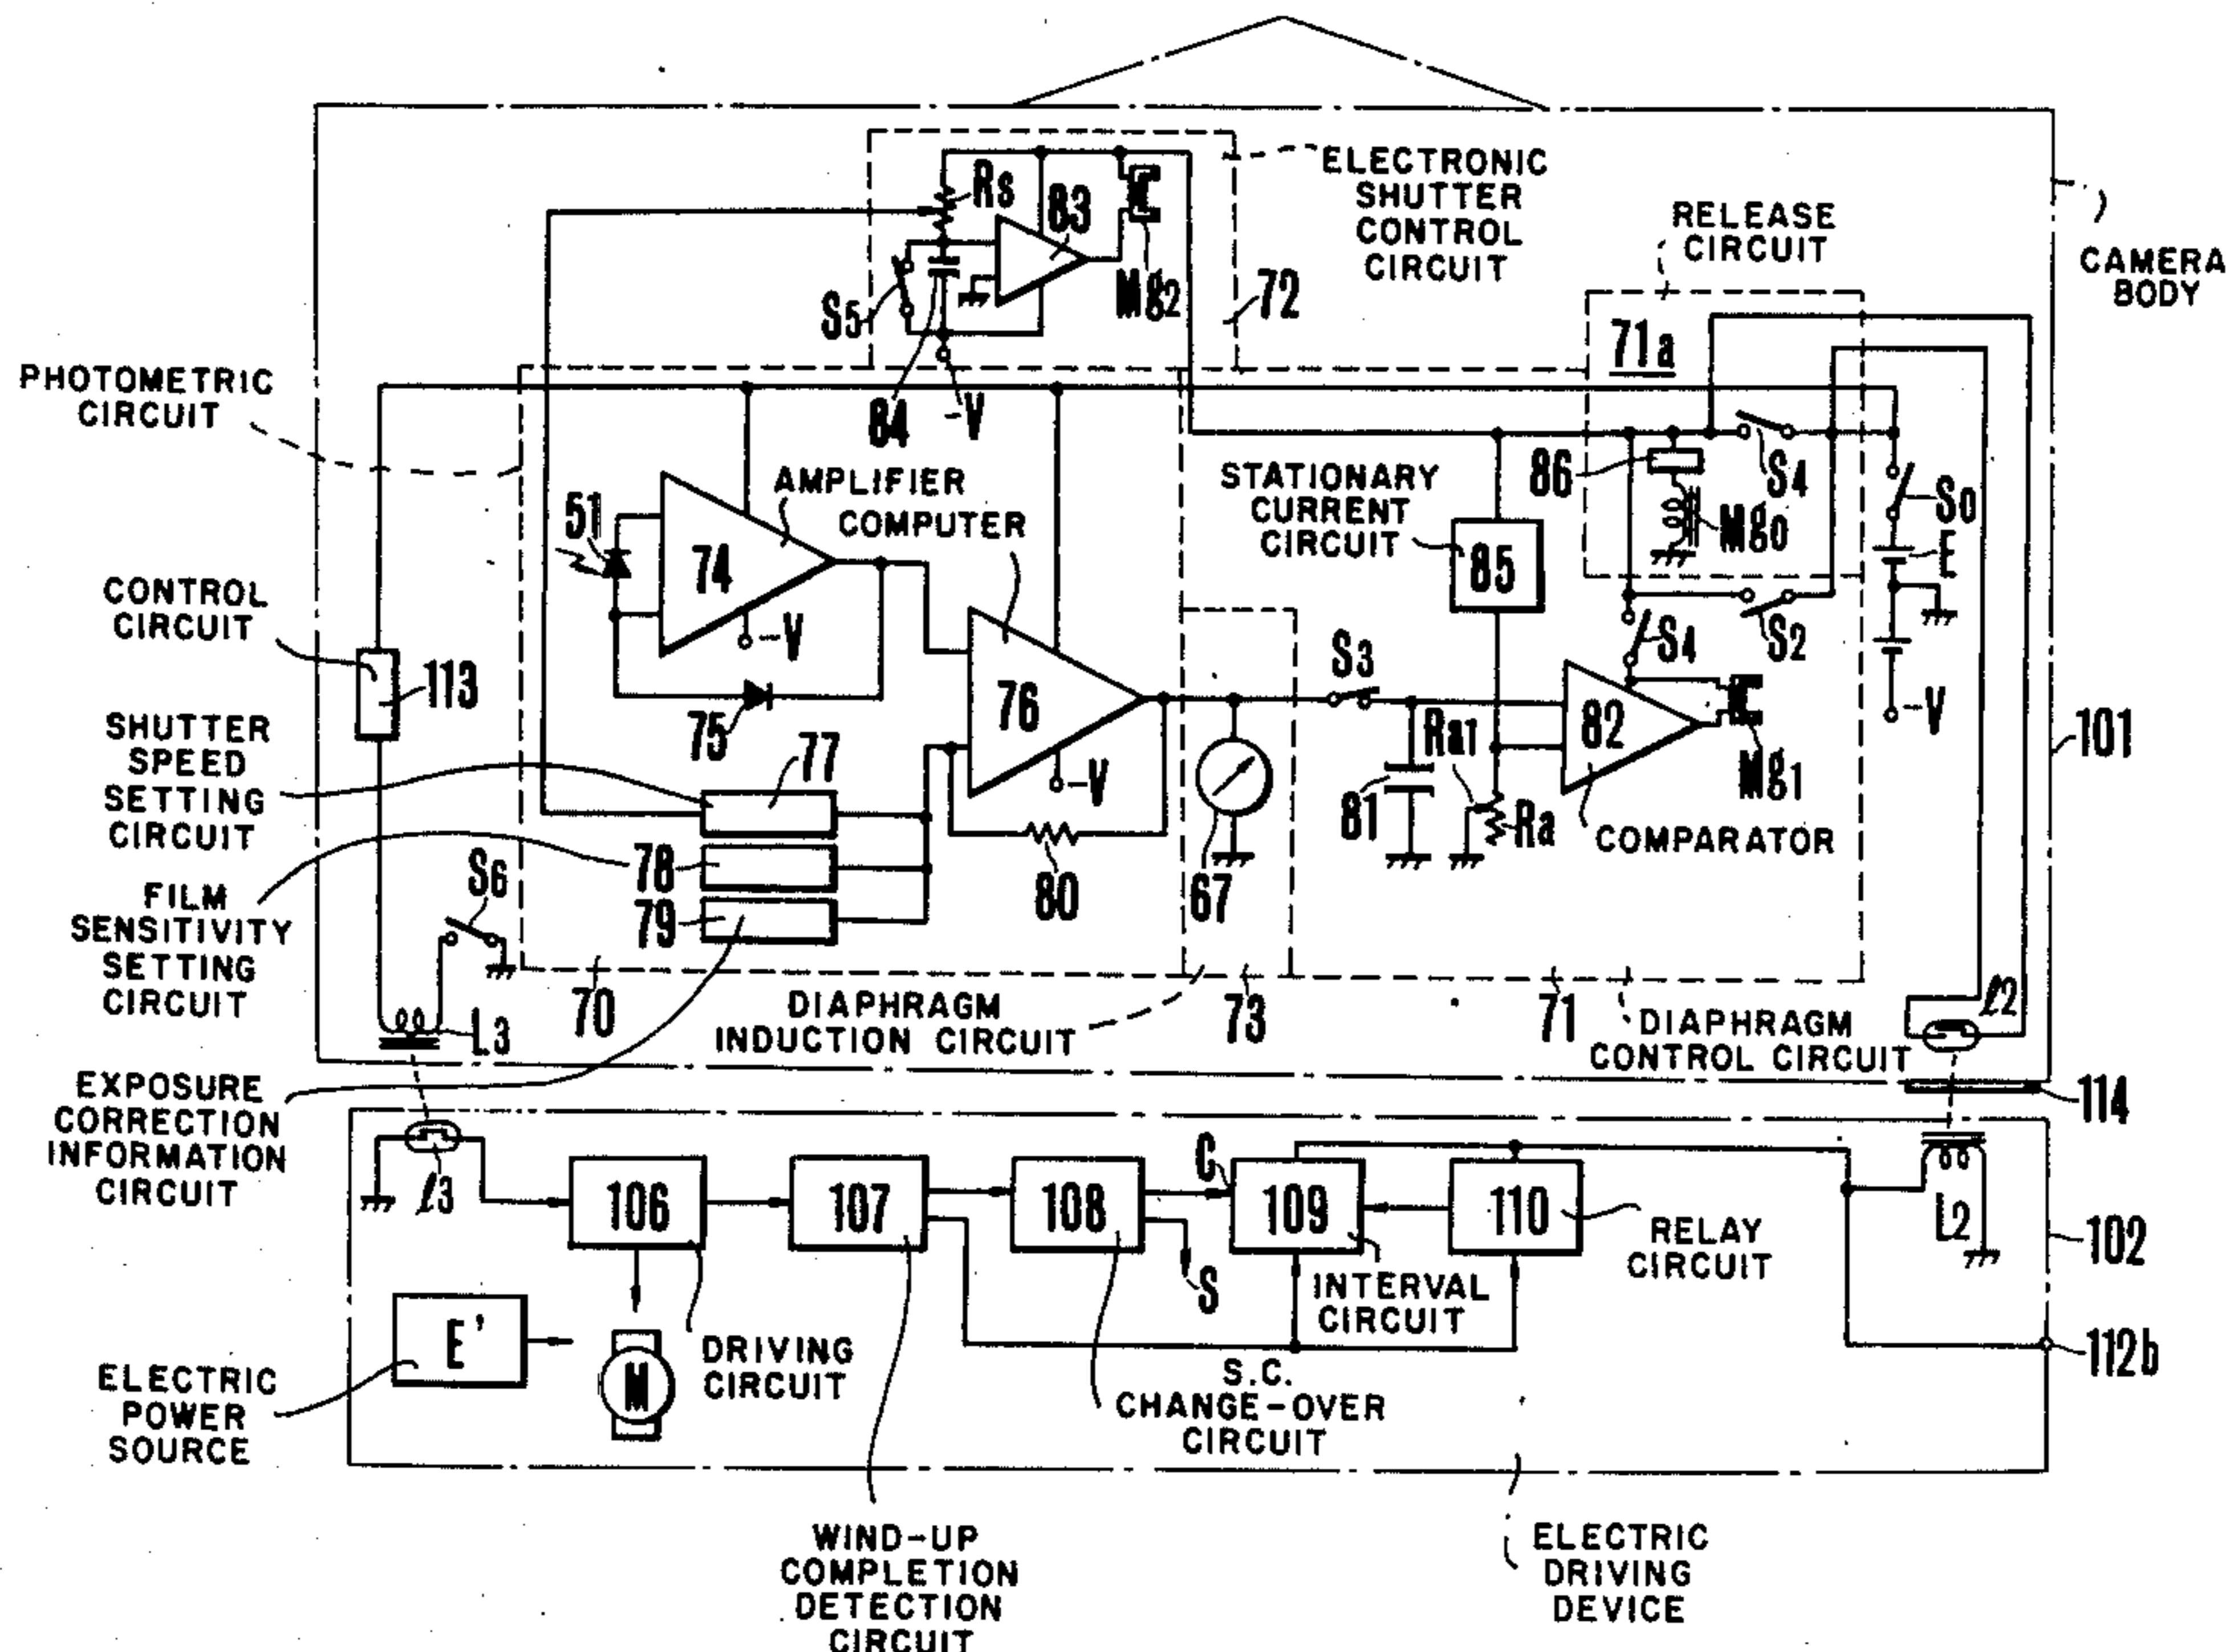 ELECTRONIC
SHUTTER
CONTROL
CIRCUIT
Rs
83
Mg2
S5
72
84
-V
RELEASE
CIRCUIT
71a
CAMERA
BODY
PHOTOMETRIC
CIRCUIT
AMPLIFIER
COMPUTER
51
74
-V
75
76
-V
STATIONARY
CURRENT
CIRCUIT
85
86
Mg0
S4
S0
E
S2
S4
-V
CONTROL
CIRCUIT
113
SHUTTER
SPEED
SETTING
CIRCUIT
77
78
79
80
S3
81
Ra1
Ra
82
Mg1
COMPARATOR
101
67
FILM
SENSITIVITY
SETTING
CIRCUIT
S6
L3
70
DIAPHRAGM
INDUCTION CIRCUIT
73
71
DIAPHRAGM
CONTROL CIRCUIT
ℓ2
114
EXPOSURE
CORRECTION
INFORMATION
CIRCUIT
ℓ3
106
107
108
C
109
110
S
INTERVAL
CIRCUIT
RELAY
CIRCUIT
L2
102
112b
ELECTRIC
POWER
SOURCE
E'
M
DRIVING
CIRCUIT
S.C.
CHANGE-OVER
CIRCUIT
WIND-UP
COMPLETION
DETECTION
CIRCUIT
ELECTRIC
DRIVING
DEVICE